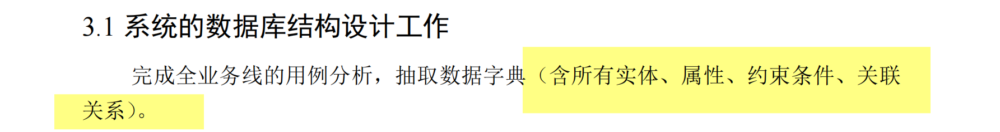 3.1 系统的数据库结构设计工作
完成全业务线的用例分析，抽取数据字典（含所有实体、属性、约束条件、关联
关系）。